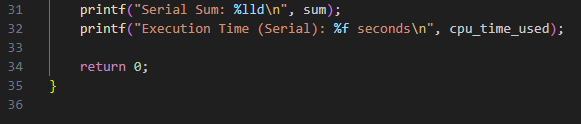 31 printf("Serial Sum: %lld\n", sum);
32 printf("Execution Time (Serial): %f seconds\n", cpu_time_used);
33
34 return 0;
35 }
36